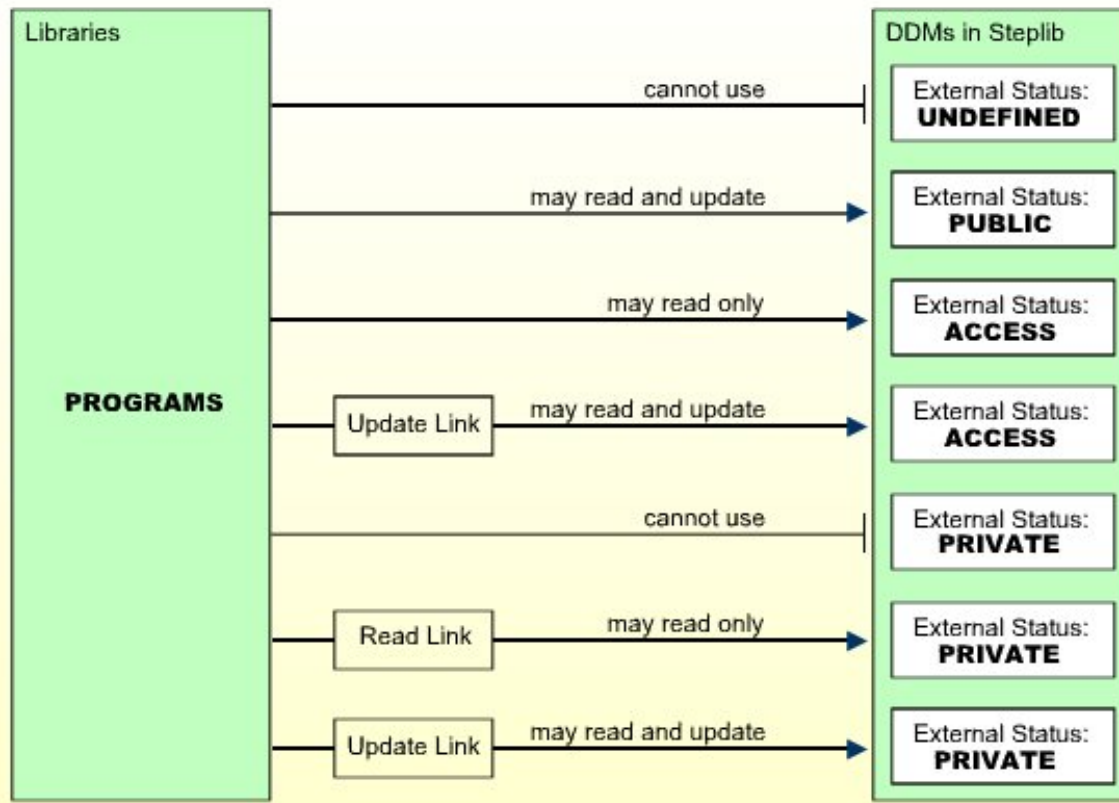 Libraries
DDMs in Steplib
cannot use
External Status:
UNDEFINED
may read and update
External Status:
PUBLIC
may read only
External Status:
ACCESS
PROGRAMS
Update Link
may read and update
External Status:
ACCESS
cannot use
External Status:
PRIVATE
Read Link
may read only
External Status:
PRIVATE
Update Link
may read and update
External Status:
PRIVATE